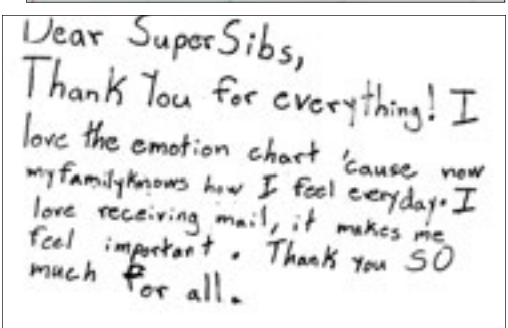 Dear SuperSibs,
Thank You for everything! I
love the emotion chart 'cause now
my family knows how I feel everyday. I
love receiving mail, it makes me
feel important. Thank you SO
much for all.